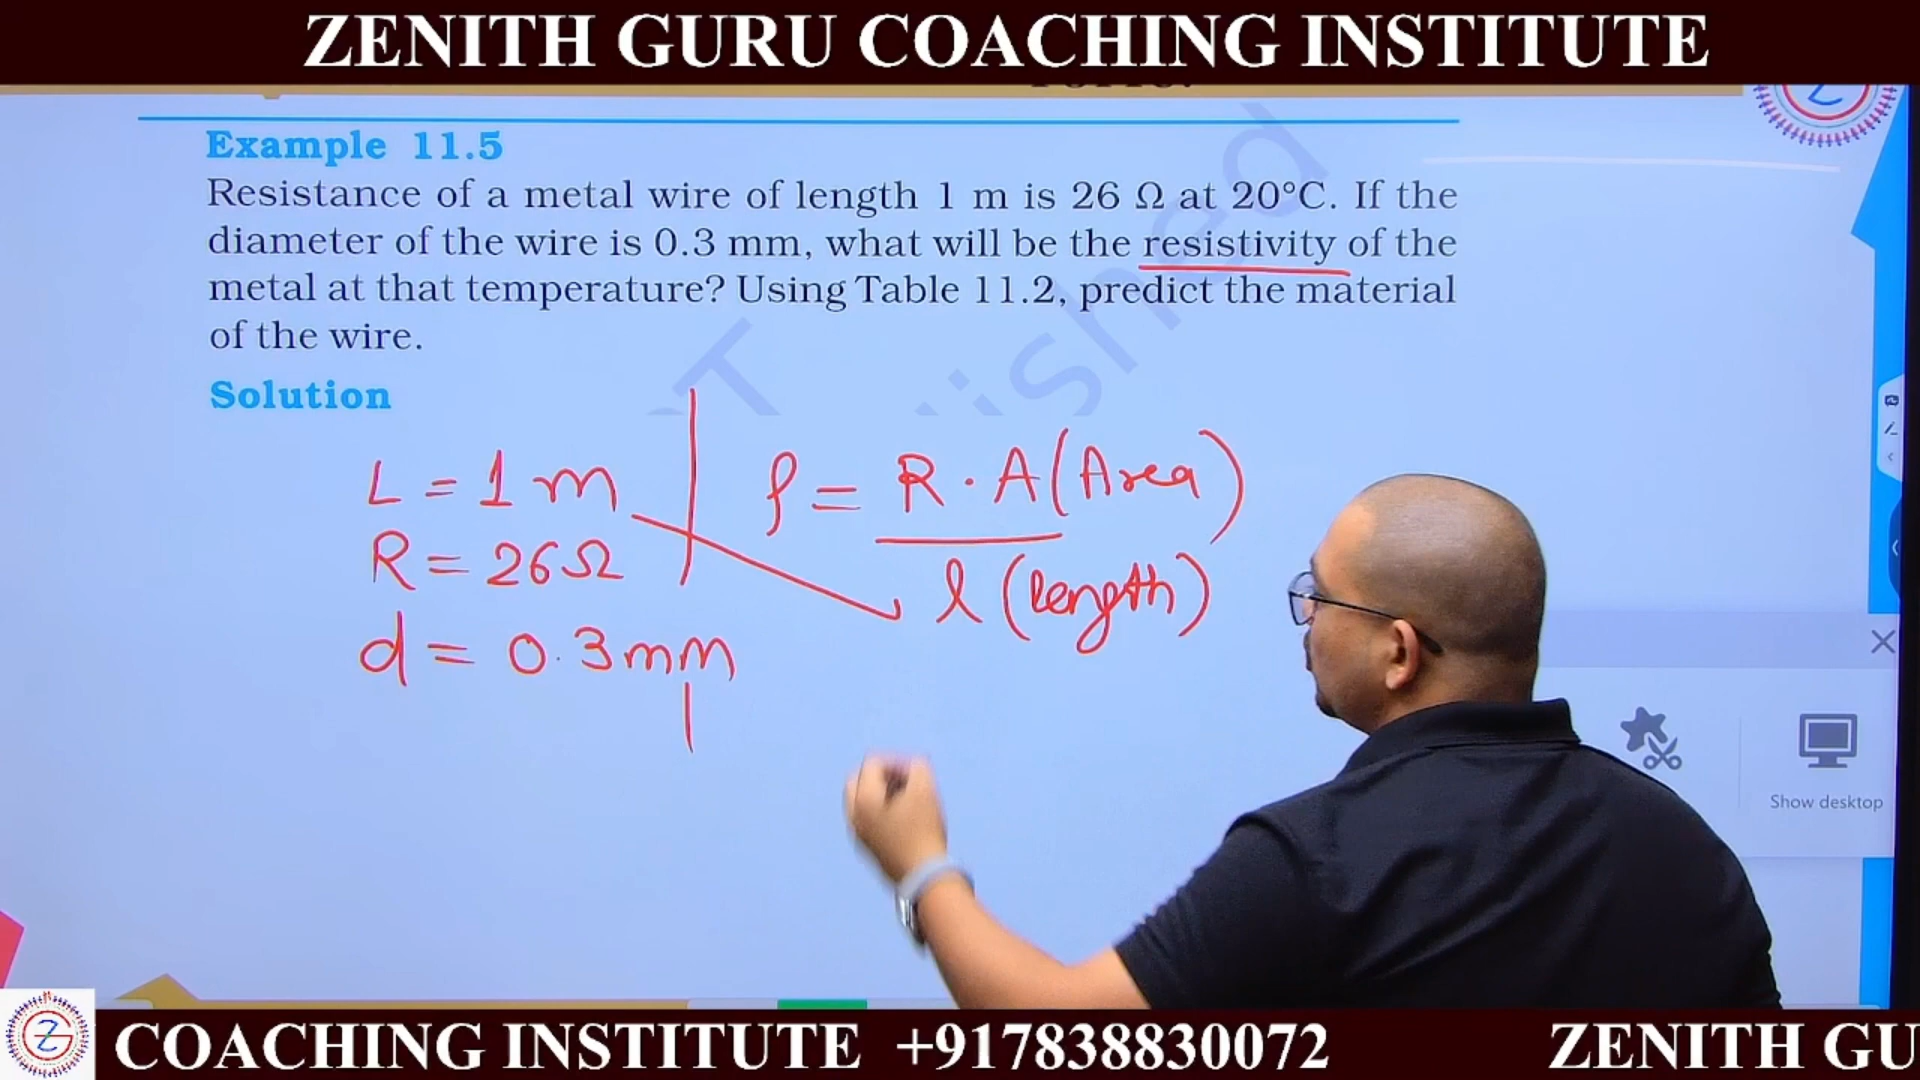 ZENITH GURU COACHING INSTITUTE
Example 11.5
Resistance of a metal wire of length 1 m is 26 Ω at 20°C. If the
diameter of the wire is 0.3 mm, what will be the resistivity of the
metal at that temperature? Using Table 11.2, predict the material
of the wire.
Solution
L = 1 m
R = 26 Ω
d = 0.3 mm
ρ = R · A (Area)
l (length)
Show desktop
COACHING INSTITUTE +917838830072 ZENITH GU